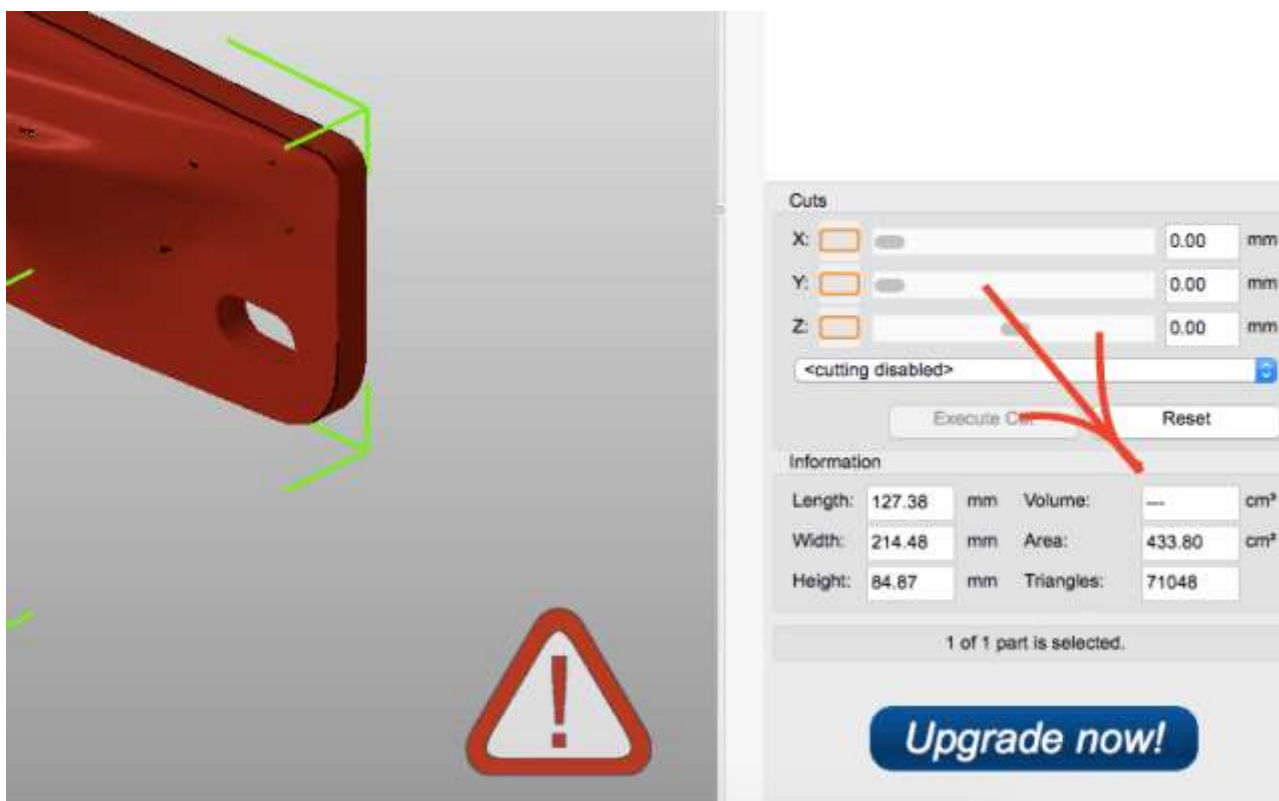 Cuts
X: 0.00 mm
Y: 0.00 mm
Z: 0.00 mm
<cutting disabled>
Execute Reset
Information
Length: 127.38 mm Volume: --- cm³
Width: 214.48 mm Area: 433.80 cm²
Height: 84.87 mm Triangles: 71048
1 of 1 part is selected.
Upgrade now!
!